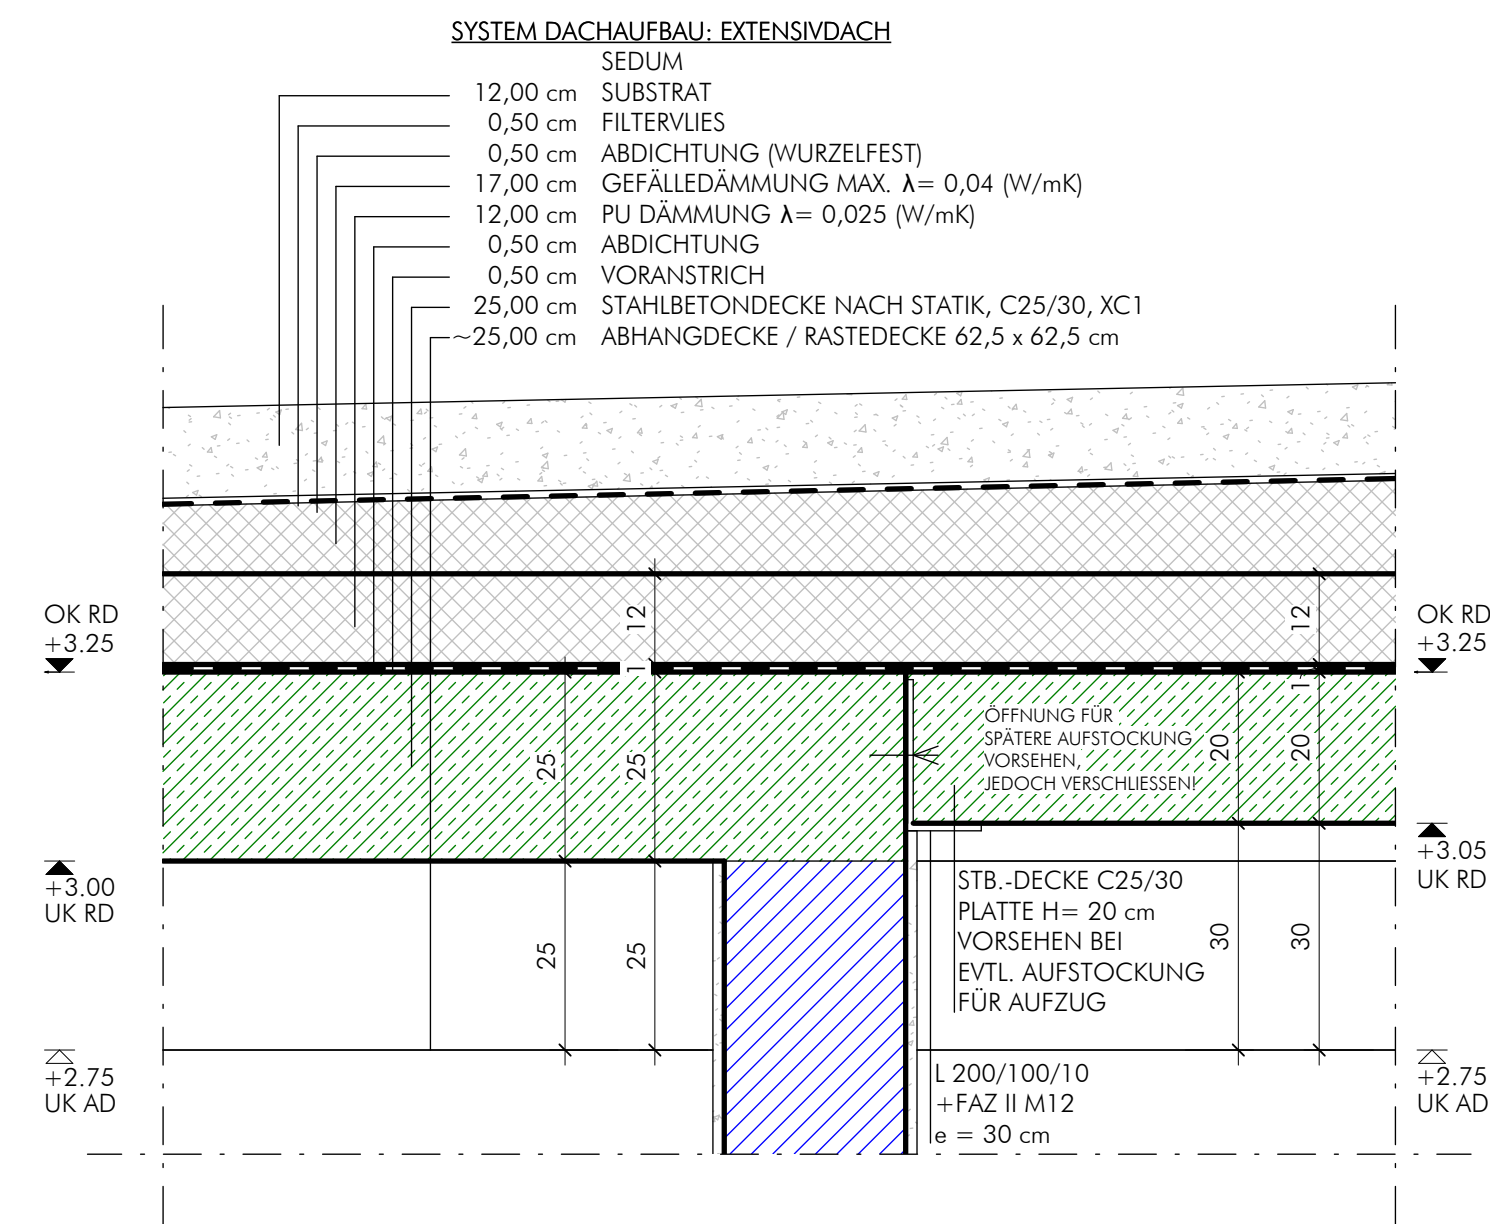 SYSTEM DACHAUFBAU: EXTENSIVDACH
SEDUM
12,00 cm SUBSTRAT
0,50 cm FILTERVLIES
0,50 cm ABDICHTUNG (WURZELFEST)
17,00 cm GEFÄLLEDÄMMUNG MAX. λ= 0,04 (W/mK)
12,00 cm PU DÄMMUNG λ= 0,025 (W/mK)
0,50 cm ABDICHTUNG
0,50 cm VORANSTRICH
25,00 cm STAHLBETONDECKE NACH STATIK, C25/30, XC1
~25,00 cm ABHANGDECKE / RASTEDECKE 62,5 x 62,5 cm
OK RD
+3.25
12
12
OK RD
+3.25
1
1
25
25
ÖFFNUNG FÜR
SPÄTERE AUFSTOCKUNG
VORSEHEN,
JEDOCH VERSCHLIESSEN!
20
20
+3.00
UK RD
+3.05
UK RD
25
25
STB.-DECKE C25/30
PLATTE H= 20 cm
VORSEHEN BEI
EVTL. AUFSTOCKUNG
FÜR AUFZUG
30
30
+2.75
UK AD
L 200/100/10
+FAZ II M12
e = 30 cm
+2.75
UK AD